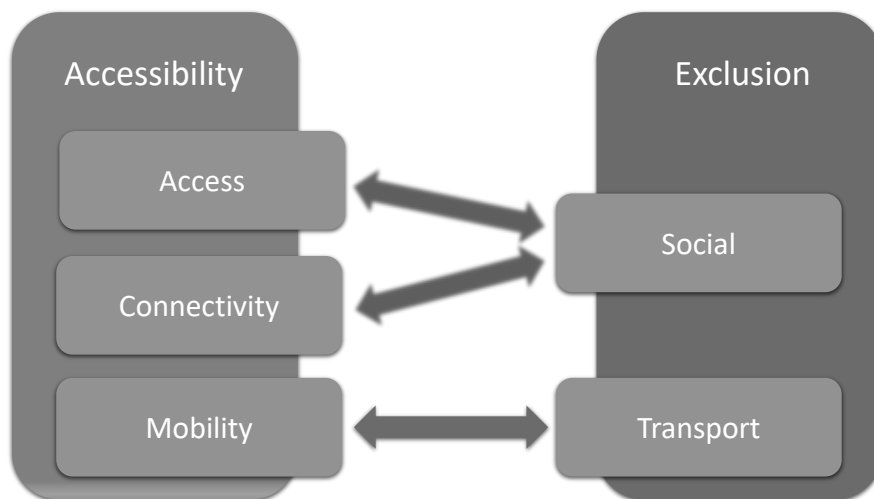 Accessibility
Access
Connectivity
Mobility
Exclusion
Social
Transport